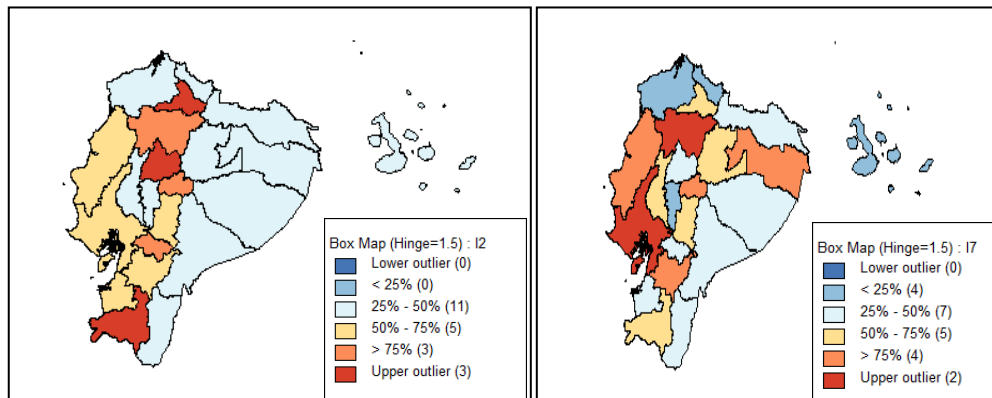 Box Map (Hinge=1.5) : I2
Lower outlier (0)
< 25% (0)
25% - 50% (11)
50% - 75% (5)
> 75% (3)
Upper outlier (3)
Box Map (Hinge=1.5) : I7
Lower outlier (0)
< 25% (4)
25% - 50% (7)
50% - 75% (5)
> 75% (4)
Upper outlier (2)